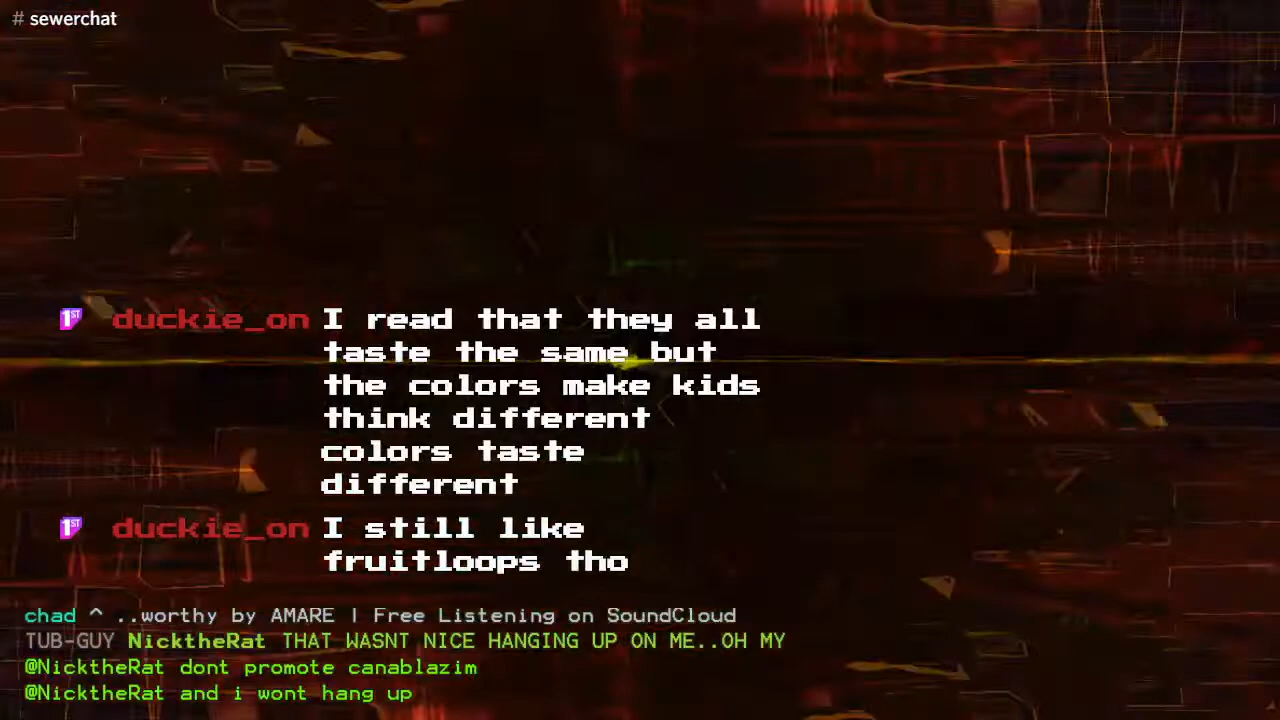 # sewerchat
1ST duckie_on I read that they all
taste the same but
the colors make kids
think different
colors taste
different
1ST duckie_on I still like
fruitloops tho
chad ^ ..worthy by AMARE | Free Listening on SoundCloud
TUB-GUY NicktheRat THAT WASNT NICE HANGING UP ON ME..OH MY
@NicktheRat dont promote canablazim
@NicktheRat and i wont hang up